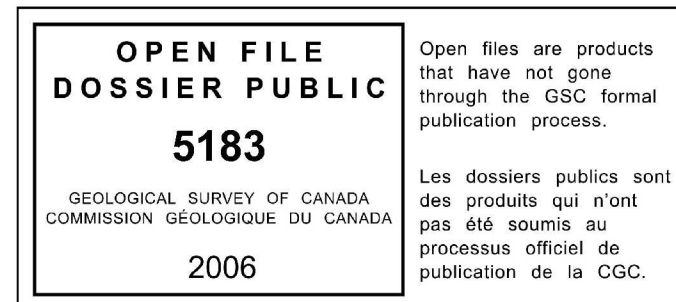 OPEN FILE
DOSSIER PUBLIC
5183
GEOLOGICAL SURVEY OF CANADA
COMMISSION GÉOLOGIQUE DU CANADA
2006
Open files are products
that have not gone
through the GSC formal
publication process.
Les dossiers publics sont
des produits qui n'ont
pas été soumis au
processus officiel de
publication de la CGC.